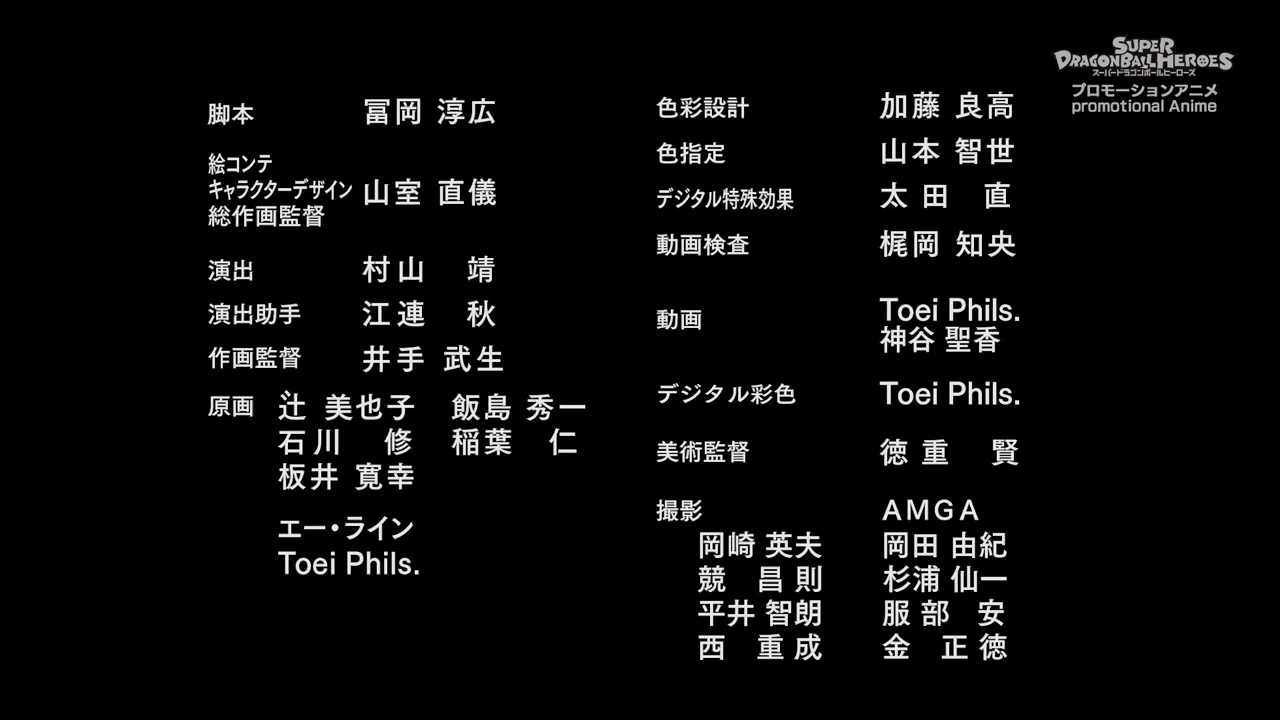 SUPER
DRAGONBALL HEROES
スーパードラゴンボールヒーローズ
プロモーションアニメ
promotional Anime
脚本 冨岡 淳広
絵コンテ
キャラクターデザイン 山室 直儀
総作画監督
演出 村山 靖
演出助手 江連 秋
作画監督 井手 武生
原画 辻 美也子 飯島 秀一
石川 修 稲葉 仁
板井 寛幸
エー・ライン
Toei Phils.
色彩設計 加藤 良高
色指定 山本 智世
デジタル特殊効果 太田 直
動画検査 梶岡 知央
動画 Toei Phils.
神谷 聖香
デジタル彩色 Toei Phils.
美術監督 徳重 賢
撮影 AMGA
岡崎 英夫 岡田 由紀
競 昌則 杉浦 仙一
平井 智朗 服部 安
西 重成 金 正徳